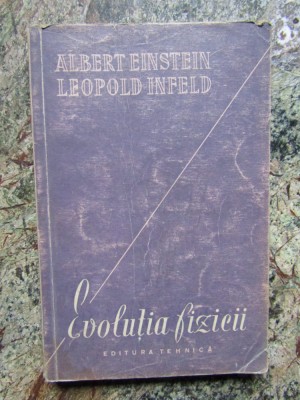 ALBERT EINSTEIN
LEOPOLD INFELD
Evoluția fizicii
EDITURA TEHNICĂ